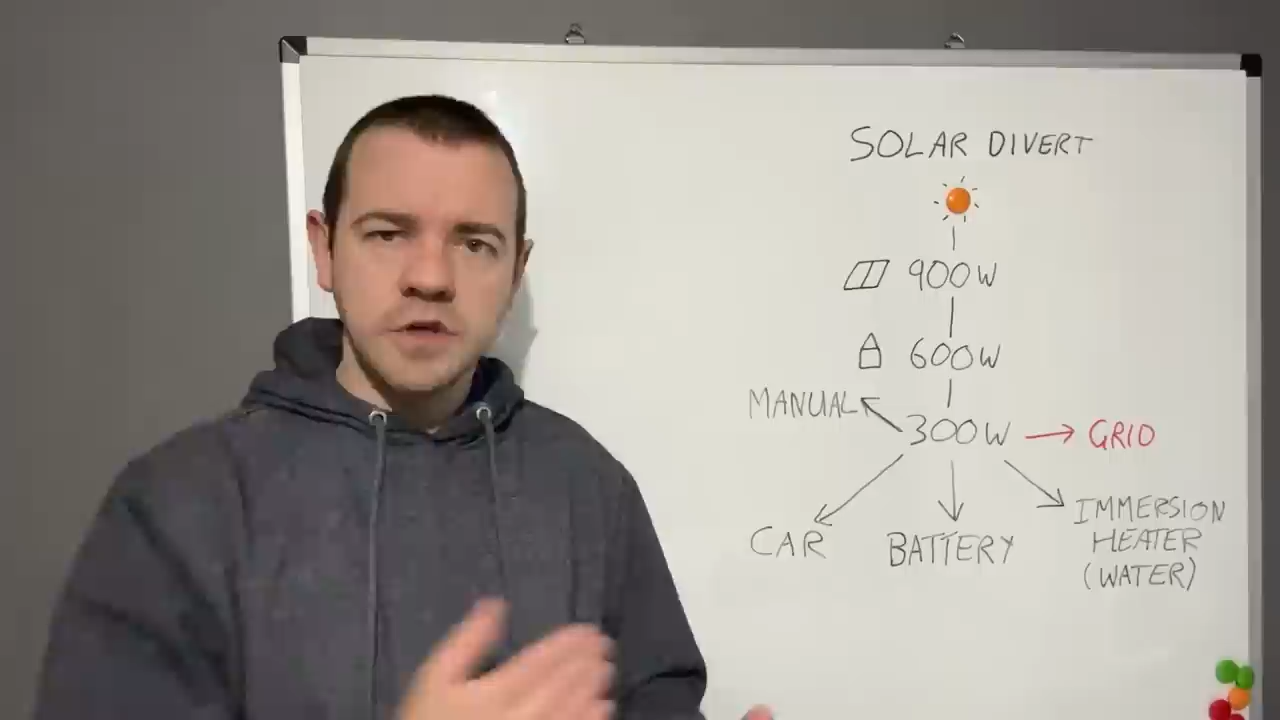 SOLAR DIVERT
900W
600W
MANUAL
300W
GRID
CAR
BATTERY
IMMERSION
HEATER
(WATER)